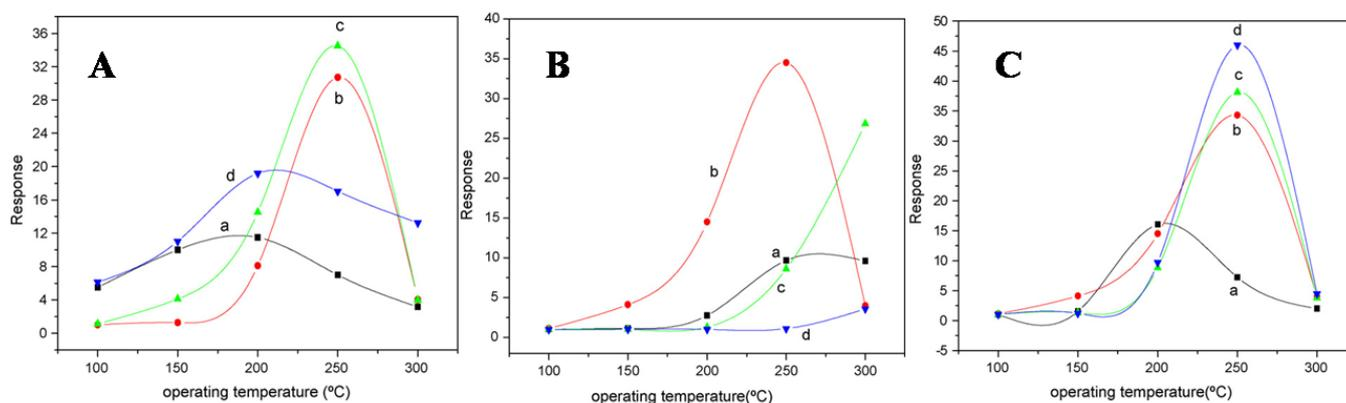 A
36
32
28
24
20
16
12
8
4
0
Response
a
b
c
d
100 150 200 250 300
operating temperature (ºC)
B
40
35
30
25
20
15
10
5
0
Response
a
b
c
d
100 150 200 250 300
operating temperature(ºC)
C
50
45
40
35
30
25
20
15
10
5
0
-5
Response
d
c
b
a
100 150 200 250 300
operating temperature(ºC)